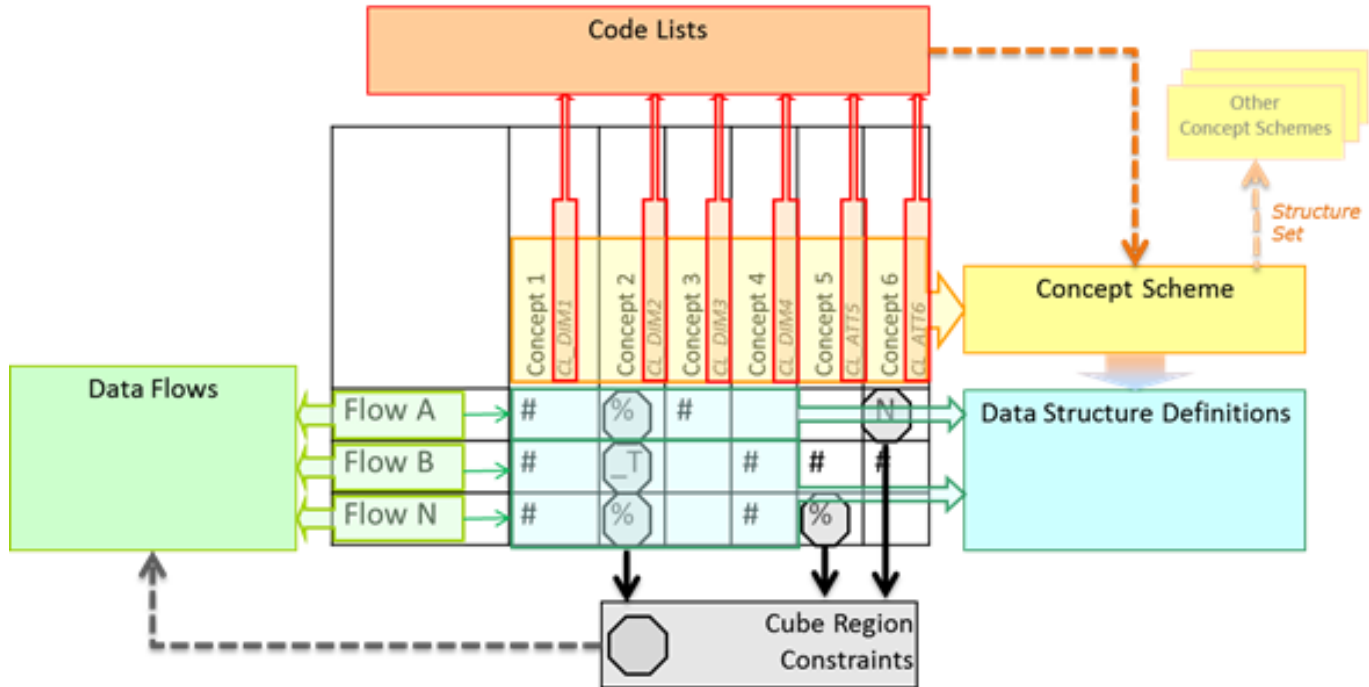 Code Lists
Other
Concept Schemes
Structure
Set
Concept 1
CL_DIM1
Concept 2
CL_DIM2
Concept 3
CL_DIM3
Concept 4
CL_DIM4
Concept 5
CL_ATT5
Concept 6
CL_ATT6
Concept Scheme
Data Flows
Data Structure Definitions
Flow A # % # N
Flow B # _T # # #
Flow N # % # %
Cube Region
Constraints